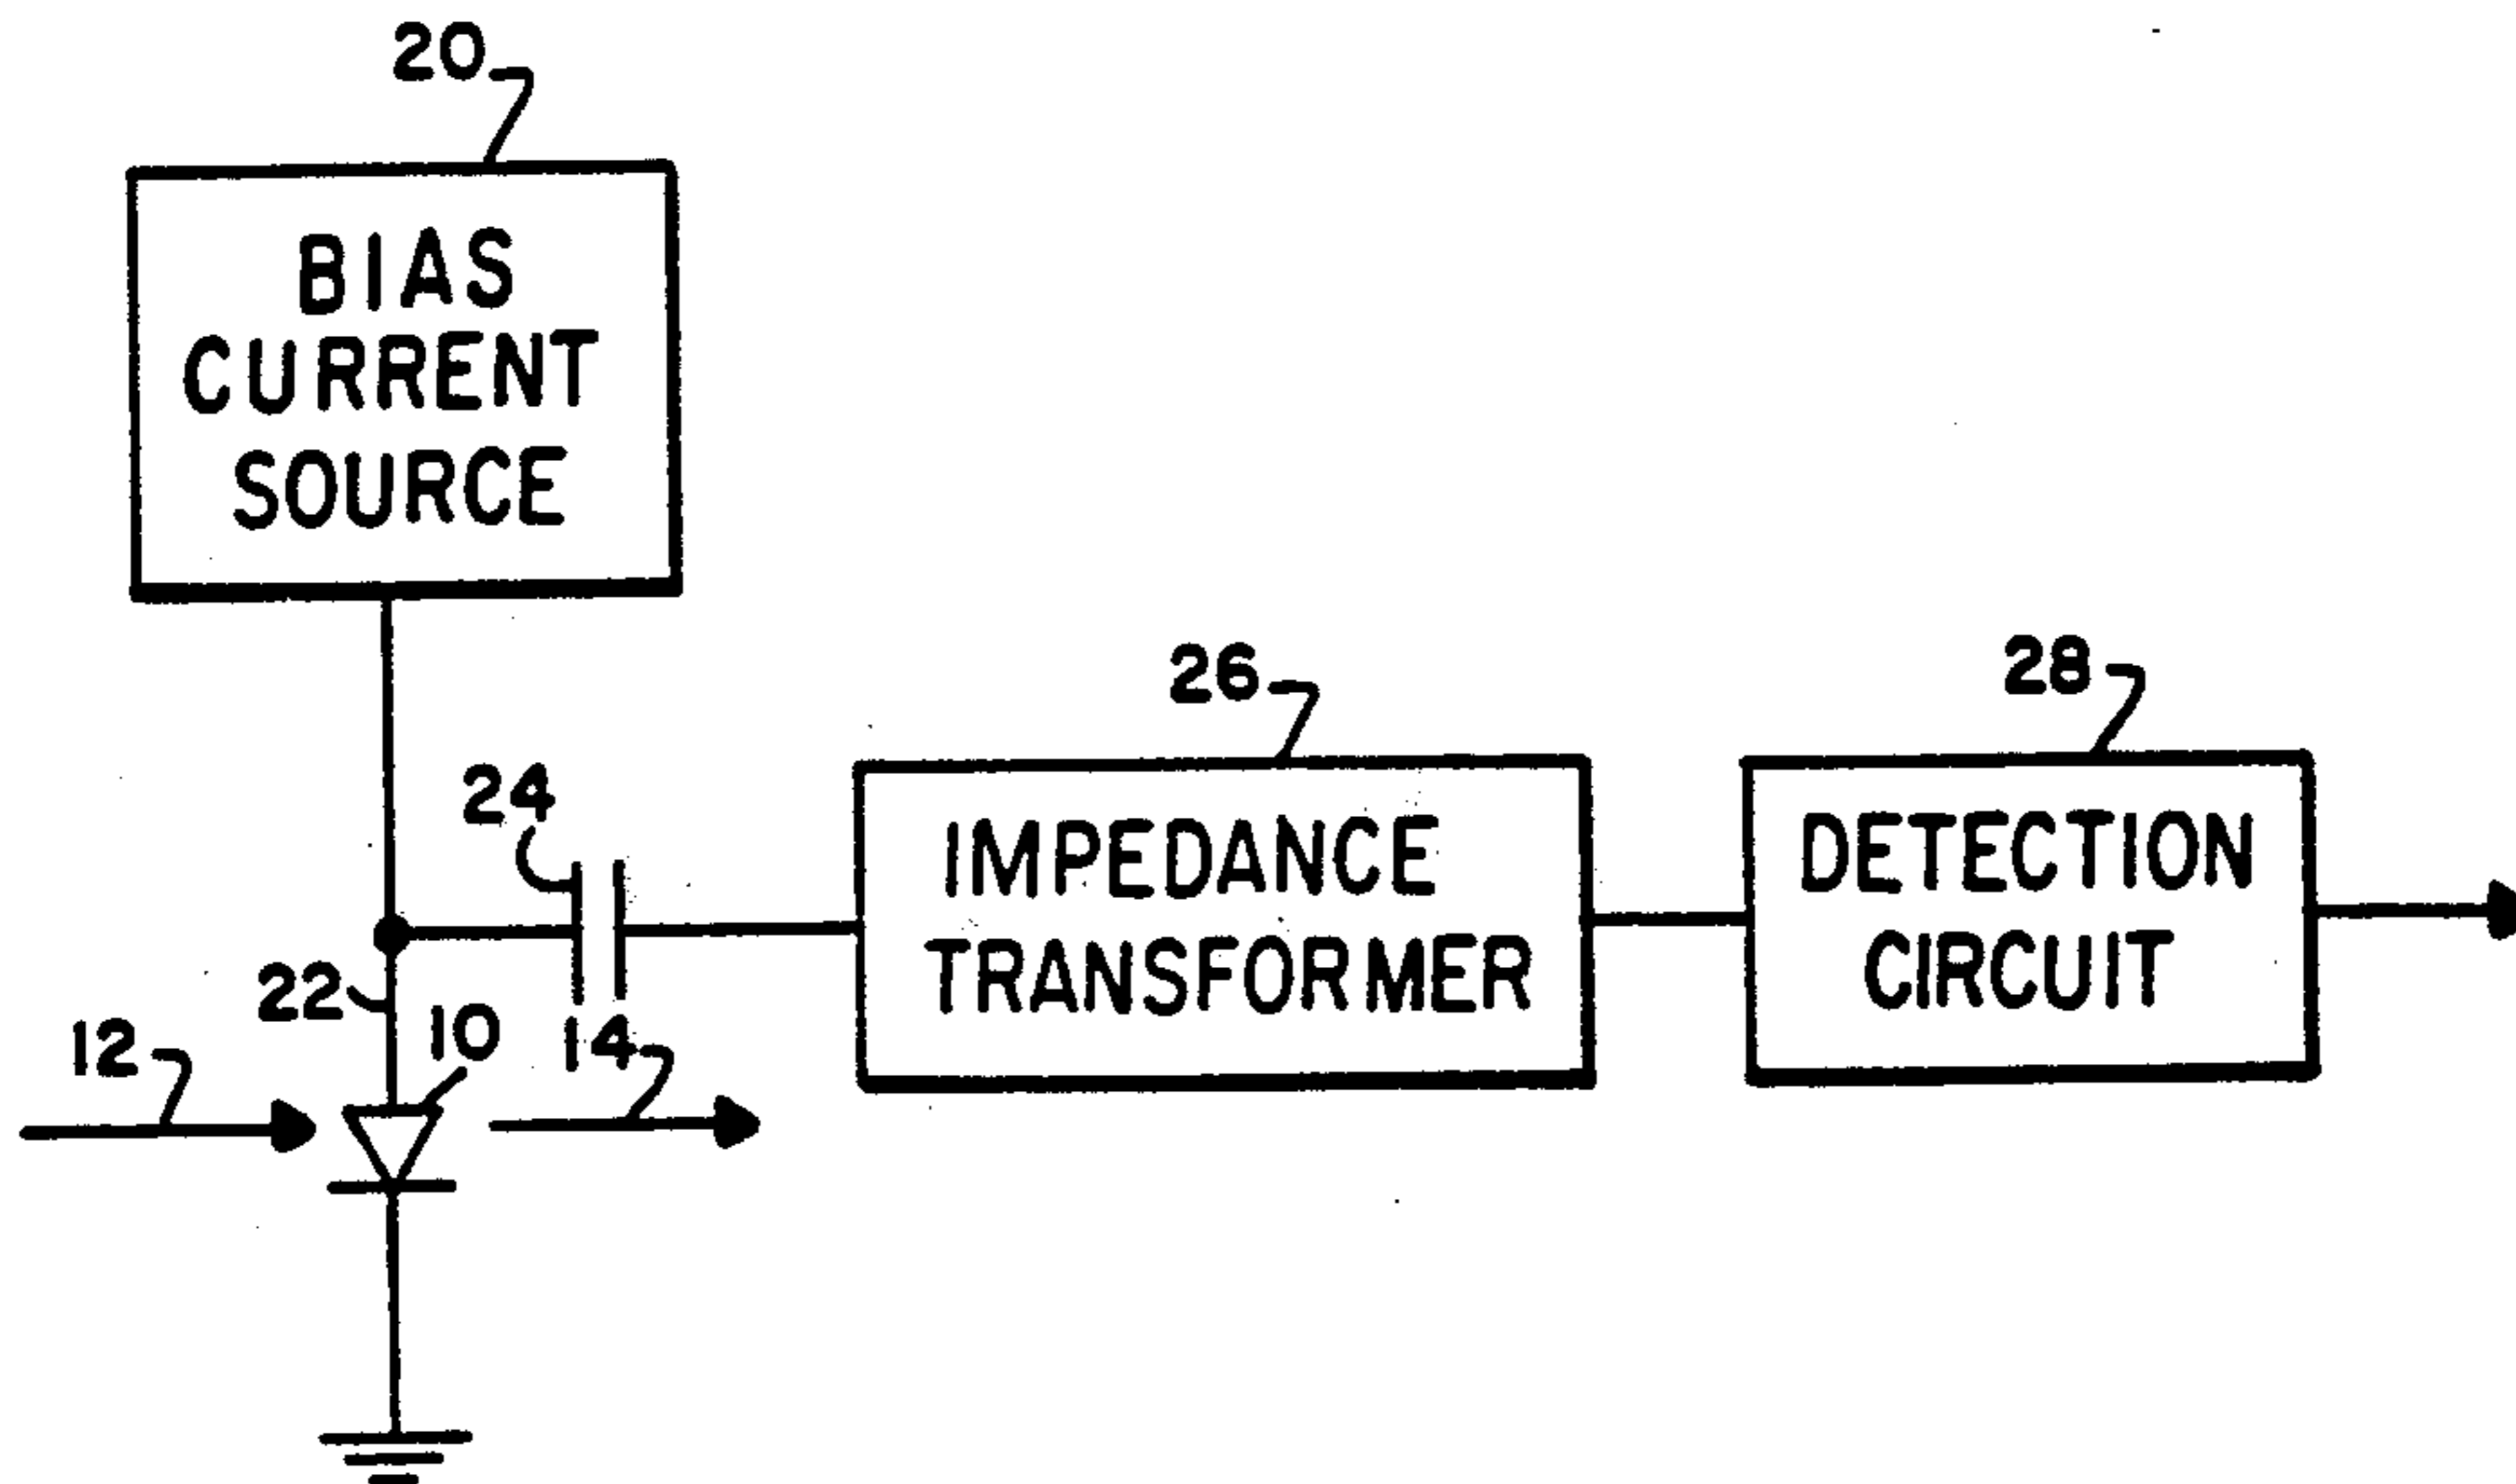 20
BIAS
CURRENT
SOURCE
26
28
24
IMPEDANCE
TRANSFORMER
DETECTION
CIRCUIT
22
10
12
14